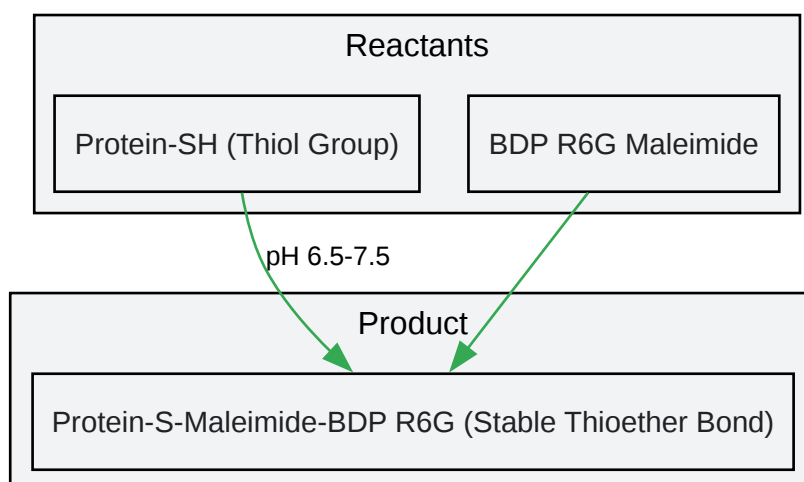 Reactants
Protein-SH (Thiol Group)
BDP R6G Maleimide
pH 6.5-7.5
Product
Protein-S-Maleimide-BDP R6G (Stable Thioether Bond)